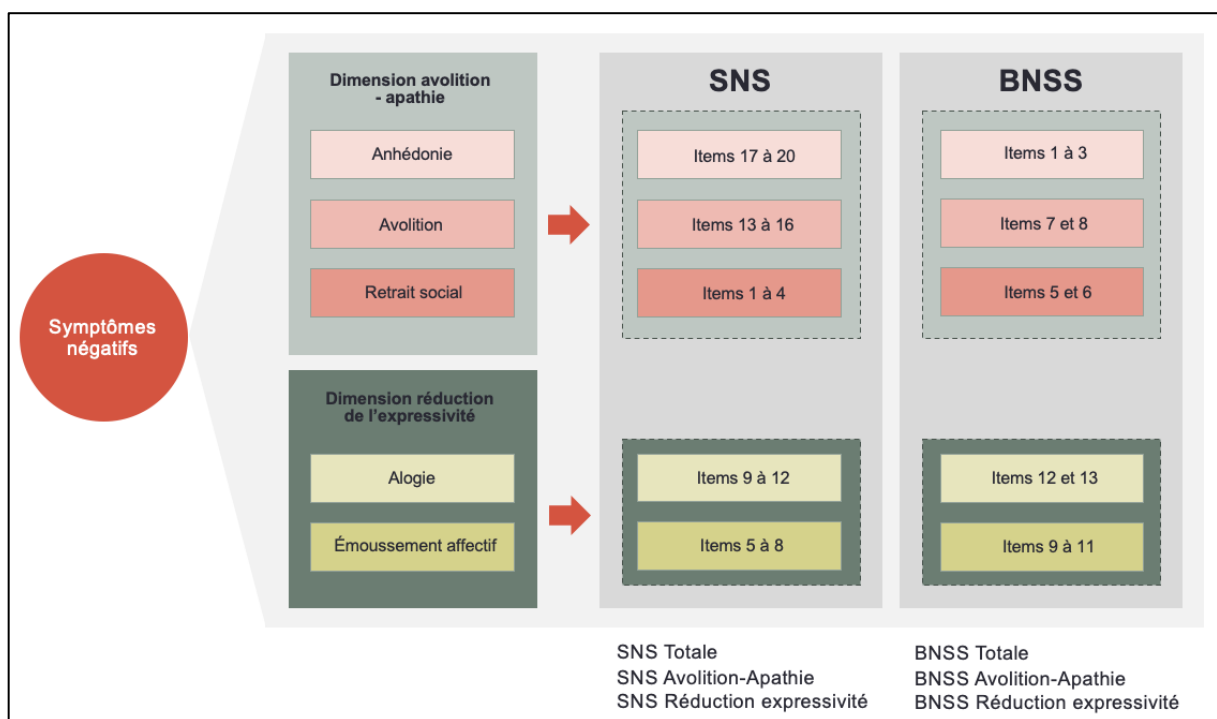 Symptômes
négatifs
Dimension avolition
- apathie
Anhédonie
Avolition
Retrait social
Dimension réduction
de l'expressivité
Alogie
Émoussement affectif
SNS
Items 17 à 20
Items 13 à 16
Items 1 à 4
Items 9 à 12
Items 5 à 8
SNS Totale
SNS Avolition-Apathie
SNS Réduction expressivité
BNSS
Items 1 à 3
Items 7 et 8
Items 5 et 6
Items 12 et 13
Items 9 à 11
BNSS Totale
BNSS Avolition-Apathie
BNSS Réduction expressivité